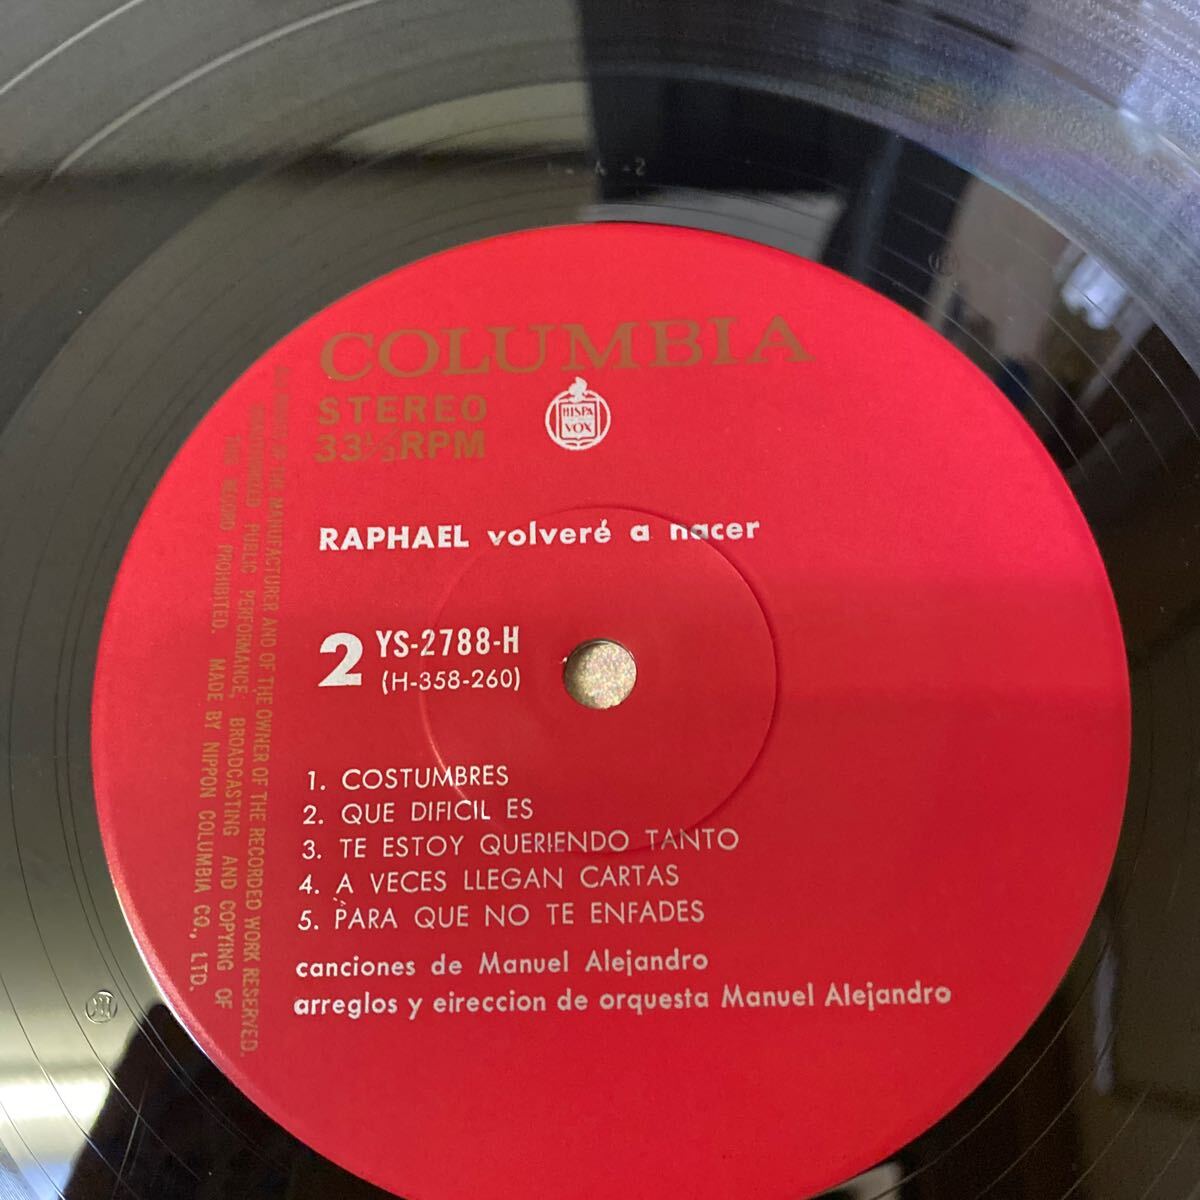 COLUMBIA
STEREO
33⅓RPM
HISPA
VOX
RAPHAEL volveré a nacer
2
YS-2788-H
(H-358-260)
1. COSTUMBRES
2. QUE DIFICIL ES
3. TE ESTOY QUERIENDO TANTO
4. A VECES LLEGAN CARTAS
5. PARA QUE NO TE ENFADES
canciones de Manuel Alejandro
arreglos y eireccion de orquesta Manuel Alejandro
ALL RIGHTS OF THE MANUFACTURER AND OF THE OWNER OF THE RECORDED WORK RESERVED.
UNAUTHORIZED PUBLIC PERFORMANCE, BROADCASTING AND COPYING OF
THIS RECORD PROHIBITED. MADE BY NIPPON COLUMBIA CO., LTD.